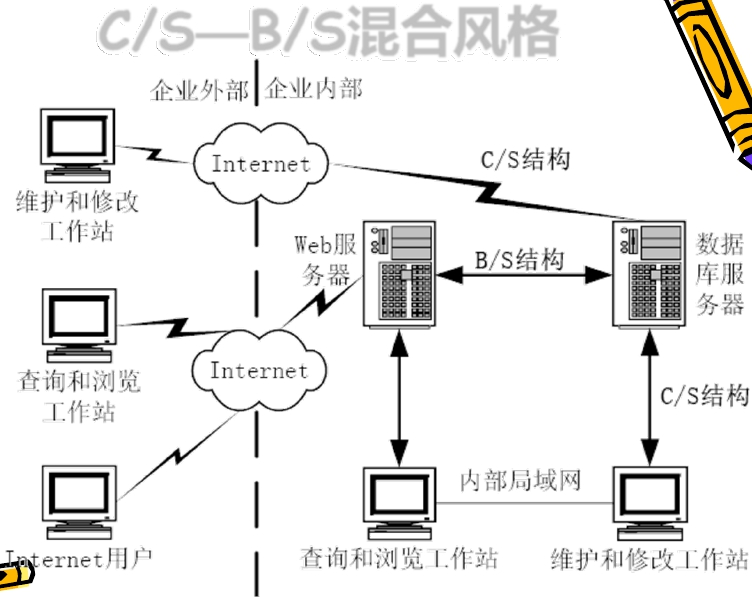 C/S—B/S混合风格
企业外部
企业内部
Internet
C/S结构
维护和修改
工作站
Web服
务器
B/S结构
数据
库服
务器
Internet
查询和浏览
工作站
C/S结构
内部局域网
Internet用户
查询和浏览工作站
维护和修改工作站